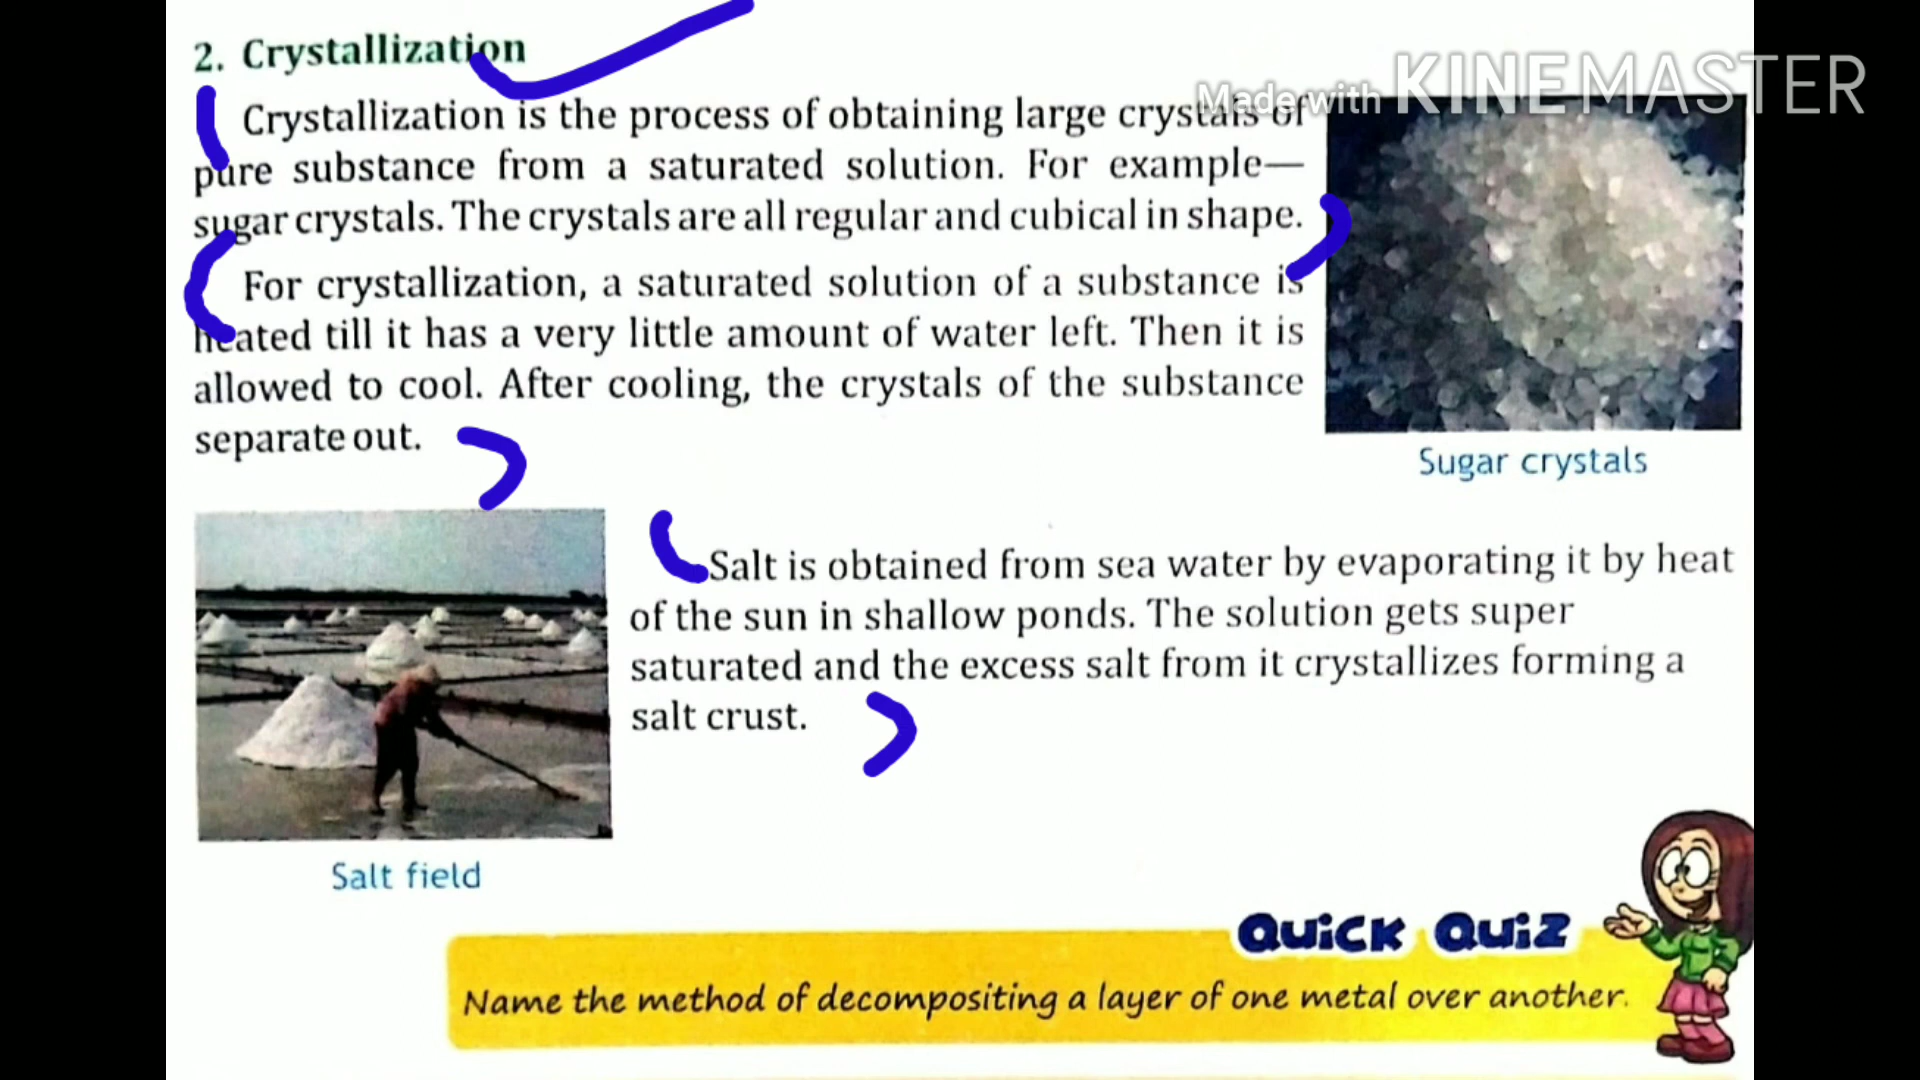 2. Crystallization
Made with KINEMASTER
Crystallization is the process of obtaining large crystals of
pure substance from a saturated solution. For example—
sugar crystals. The crystals are all regular and cubical in shape.
For crystallization, a saturated solution of a substance is
heated till it has a very little amount of water left. Then it is
allowed to cool. After cooling, the crystals of the substance
separate out.
Sugar crystals
Salt is obtained from sea water by evaporating it by heat
of the sun in shallow ponds. The solution gets super
saturated and the excess salt from it crystallizes forming a
salt crust.
Salt field
Quick Quiz
Name the method of decompositing a layer of one metal over another.